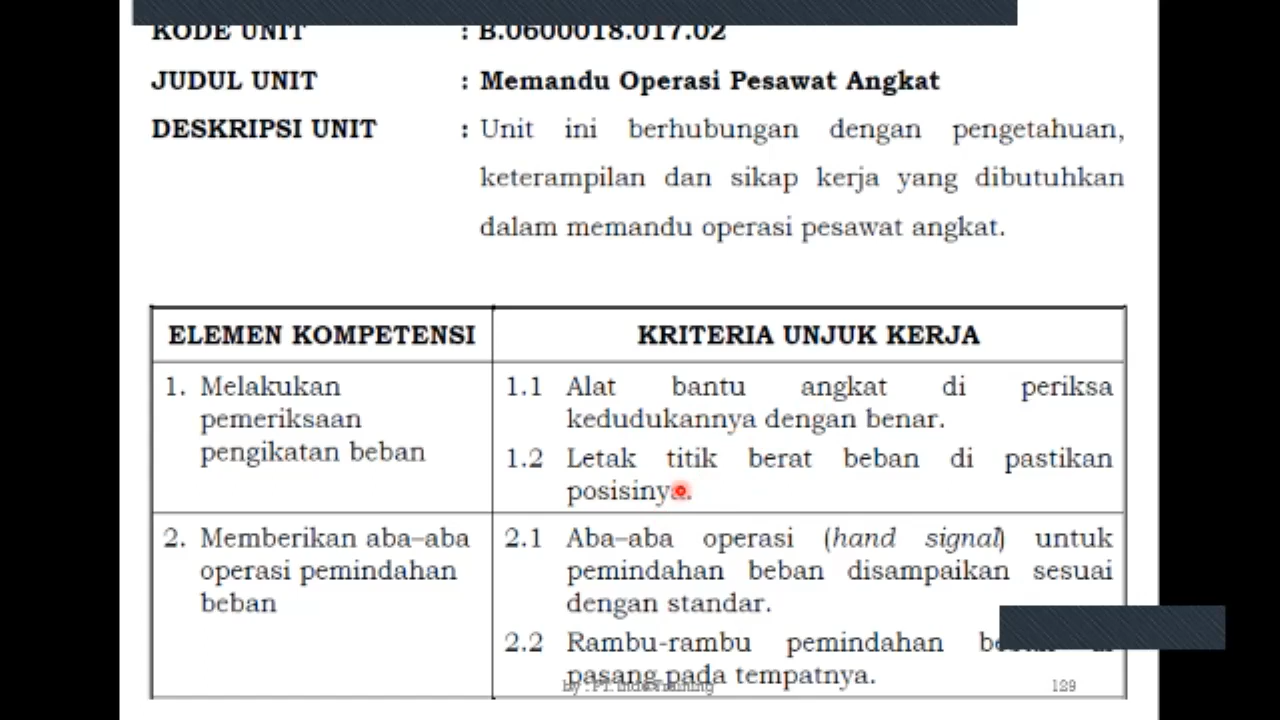 KODE UNIT : B.0600018.017.02
JUDUL UNIT : Memandu Operasi Pesawat Angkat
DESKRIPSI UNIT : Unit ini berhubungan dengan pengetahuan,
keterampilan dan sikap kerja yang dibutuhkan
dalam memandu operasi pesawat angkat.
ELEMEN KOMPETENSI
KRITERIA UNJUK KERJA
1. Melakukan
pemeriksaan
pengikatan beban
1.1 Alat bantu angkat di periksa
kedudukannya dengan benar.
1.2 Letak titik berat beban di pastikan
posisinya.
2. Memberikan aba–aba
operasi pemindahan
beban
2.1 Aba–aba operasi (hand signal) untuk
pemindahan beban disampaikan sesuai
dengan standar.
2.2 Rambu-rambu pemindahan
pasang pada tempatnya.
by : PT. Training
129